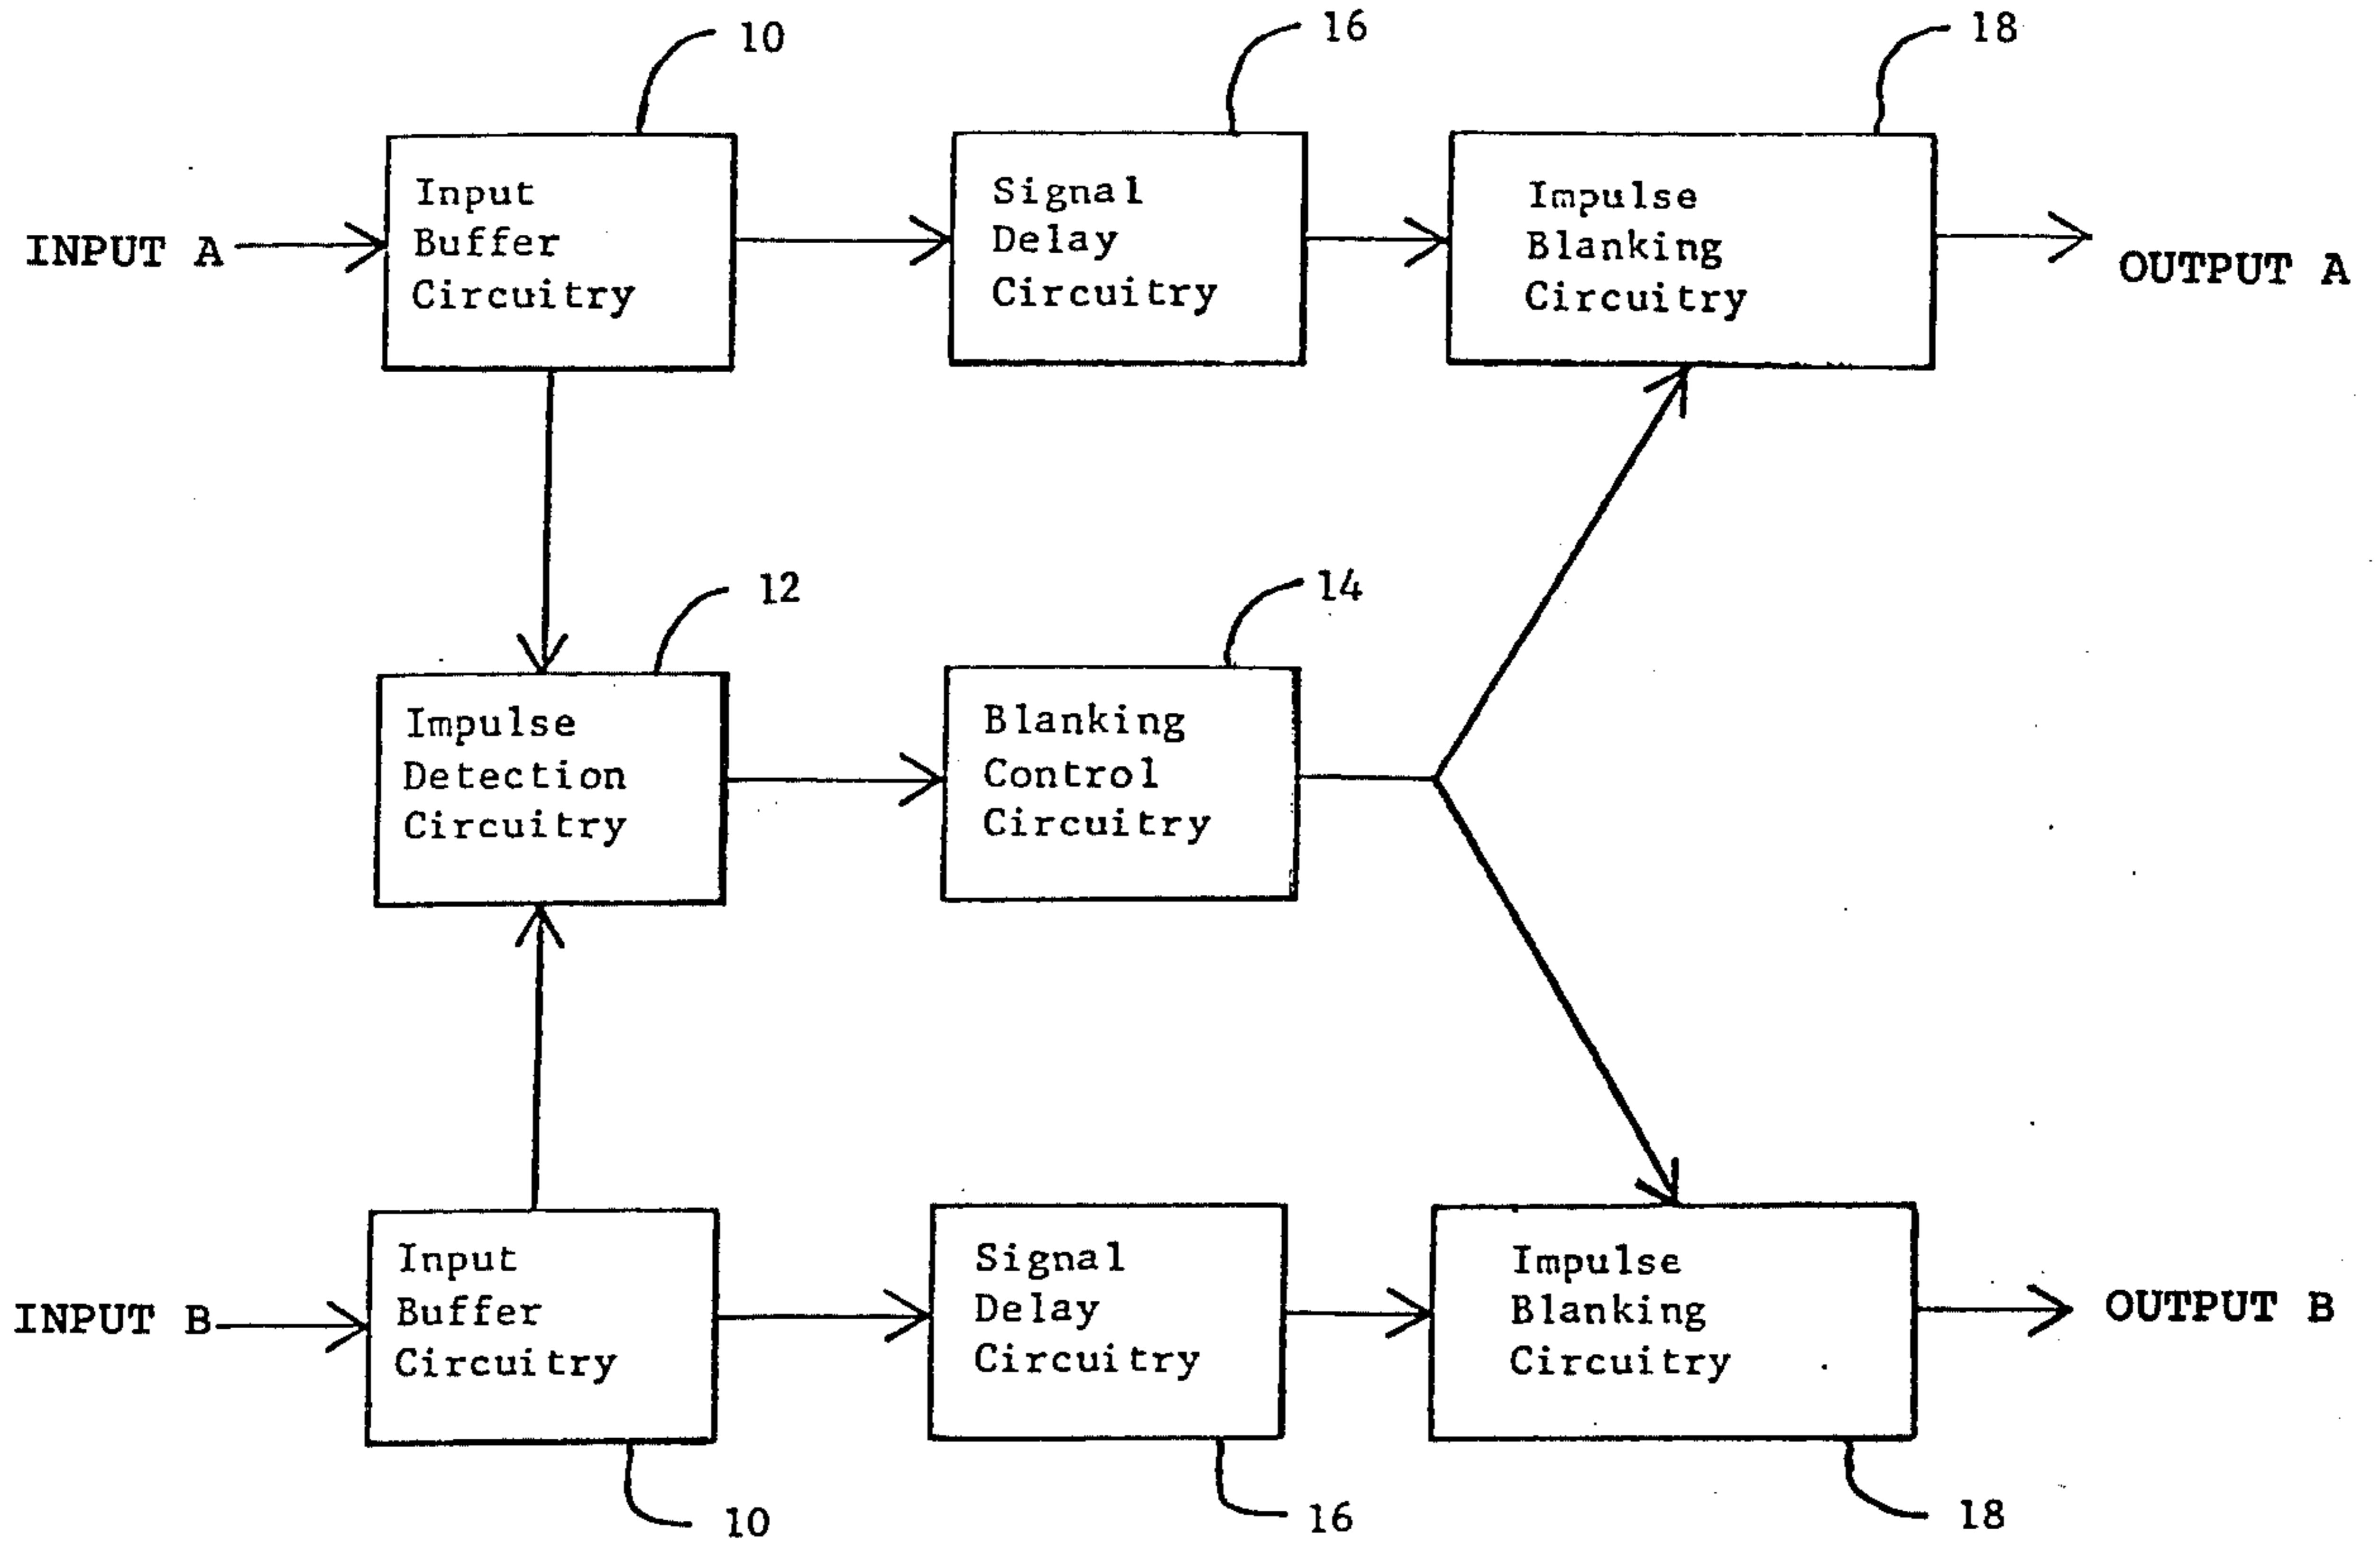 10
16
18
INPUT A
Input
Buffer
Circuitry
Signal
Delay
Circuitry
Impulse
Blanking
Circuitry
OUTPUT A
12
14
Impulse
Detection
Circuitry
Blanking
Control
Circuitry
INPUT B
Input
Buffer
Circuitry
Signal
Delay
Circuitry
Impulse
Blanking
Circuitry
OUTPUT B
10
16
18